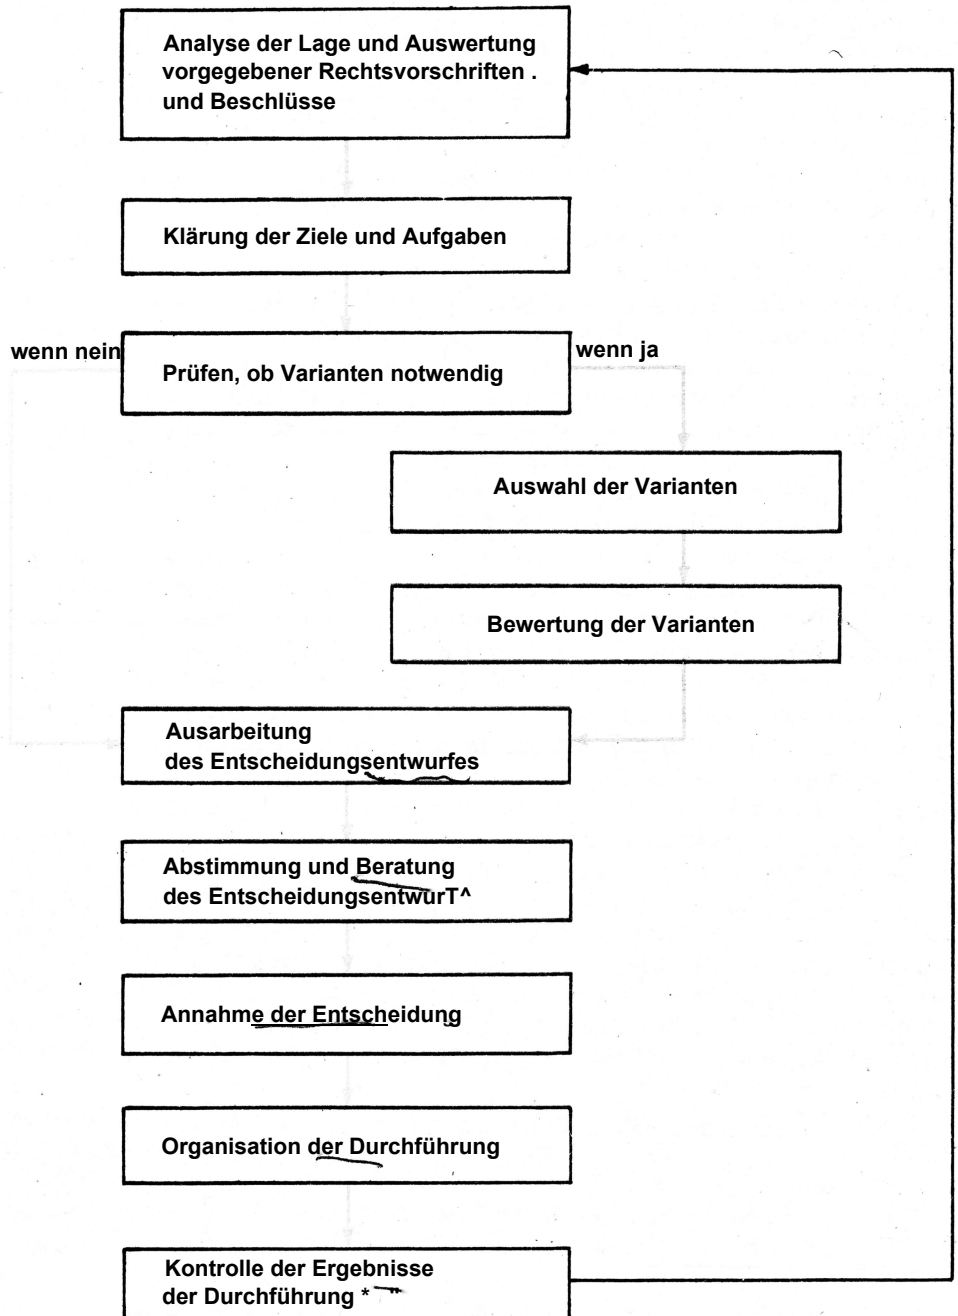 Analyse der Lage und Auswertung
vorgegebener Rechtsvorschriften .
und Beschlüsse
Klärung der Ziele und Aufgaben
wenn nein
Prüfen, ob Varianten notwendig
wenn ja
Auswahl der Varianten
Bewertung der Varianten
Ausarbeitung
des Entscheidungsentwurfes
Abstimmung und Beratung
des EntscheidungsentwurT^
Annahme der Entscheidung
Organisation der Durchführung
Kontrolle der Ergebnisse
der Durchführung *